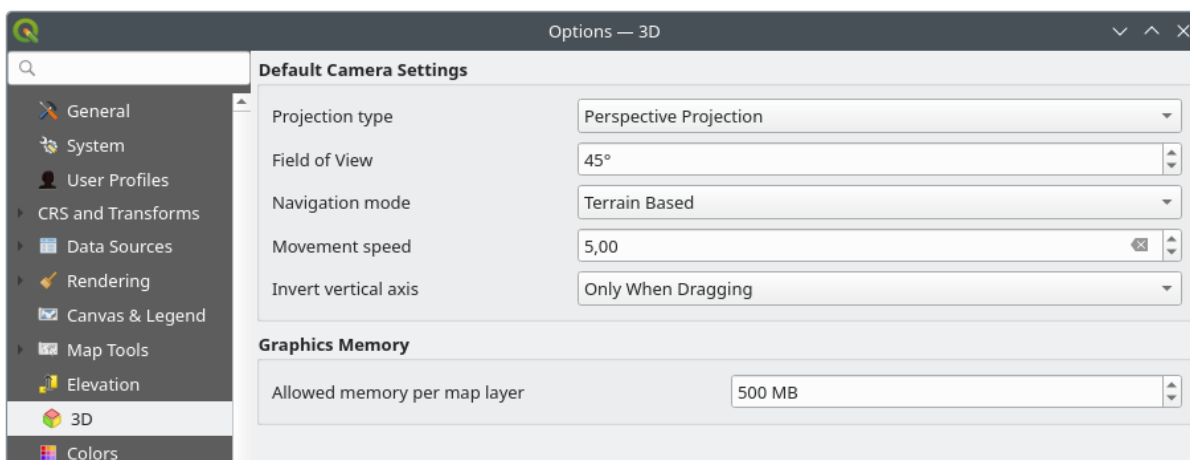 Options — 3D
General
System
User Profiles
CRS and Transforms
Data Sources
Rendering
Canvas & Legend
Map Tools
Elevation
3D
Colors
Default Camera Settings
Projection type Perspective Projection
Field of View 45°
Navigation mode Terrain Based
Movement speed 5,00
Invert vertical axis Only When Dragging
Graphics Memory
Allowed memory per map layer 500 MB